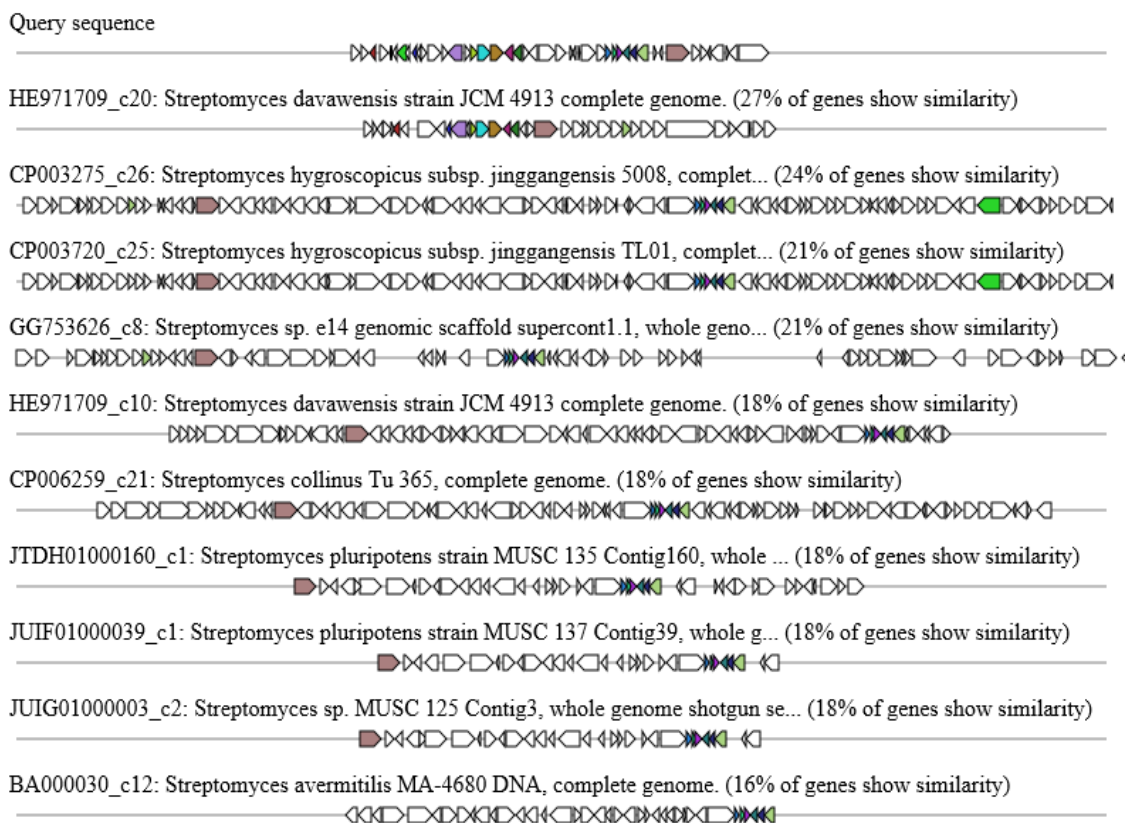 Query sequence
HE971709_c20: Streptomyces davawensis strain JCM 4913 complete genome. (27% of genes show similarity)
CP003275_c26: Streptomyces hygroscopicus subsp. jinggangensis 5008, complet... (24% of genes show similarity)
CP003720_c25: Streptomyces hygroscopicus subsp. jinggangensis TL01, complet... (21% of genes show similarity)
GG753626_c8: Streptomyces sp. e14 genomic scaffold supercont1.1, whole geno... (21% of genes show similarity)
HE971709_c10: Streptomyces davawensis strain JCM 4913 complete genome. (18% of genes show similarity)
CP006259_c21: Streptomyces collinus Tu 365, complete genome. (18% of genes show similarity)
JTDH01000160_c1: Streptomyces pluripotens strain MUSC 135 Contig160, whole ... (18% of genes show similarity)
JUIF01000039_c1: Streptomyces pluripotens strain MUSC 137 Contig39, whole g... (18% of genes show similarity)
JUIG01000003_c2: Streptomyces sp. MUSC 125 Contig3, whole genome shotgun se... (18% of genes show similarity)
BA000030_c12: Streptomyces avermitilis MA-4680 DNA, complete genome. (16% of genes show similarity)